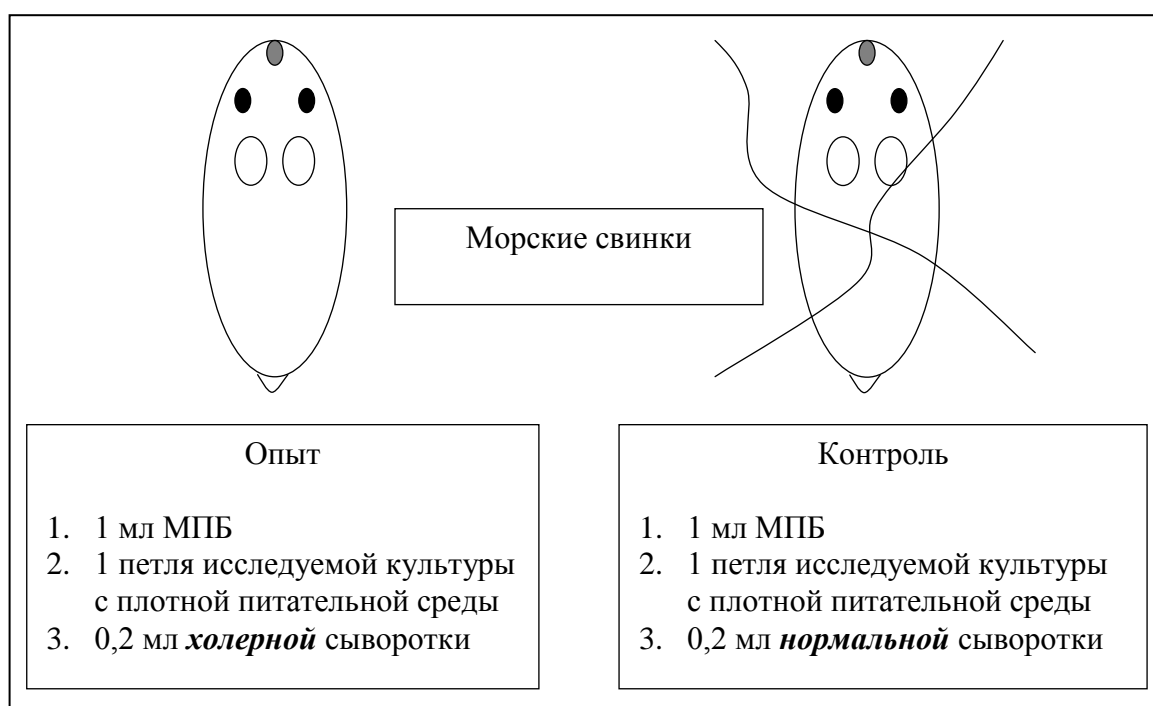 Морские свинки
Опыт
1. 1 мл МПБ
2. 1 петля исследуемой культуры
с плотной питательной среды
3. 0,2 мл холерной сыворотки
Контроль
1. 1 мл МПБ
2. 1 петля исследуемой культуры
с плотной питательной среды
3. 0,2 мл нормальной сыворотки